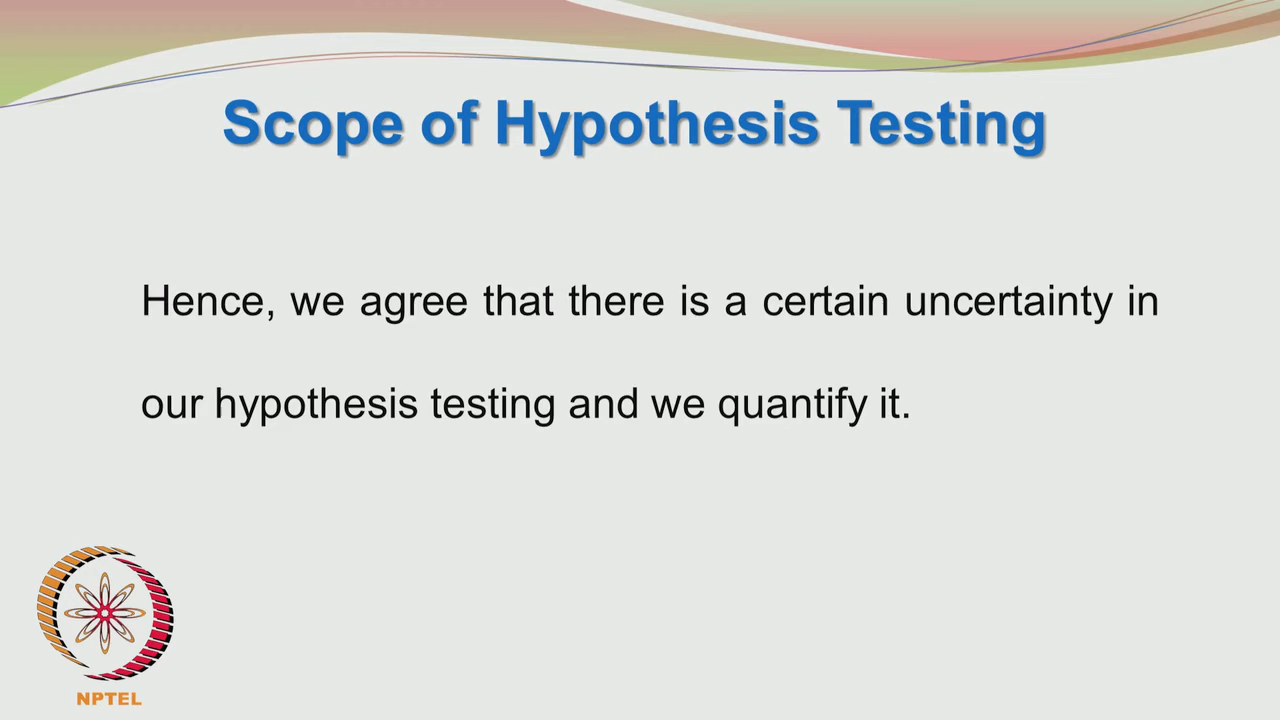 Scope of Hypothesis Testing
Hence, we agree that there is a certain uncertainty in
our hypothesis testing and we quantify it.
NPTEL